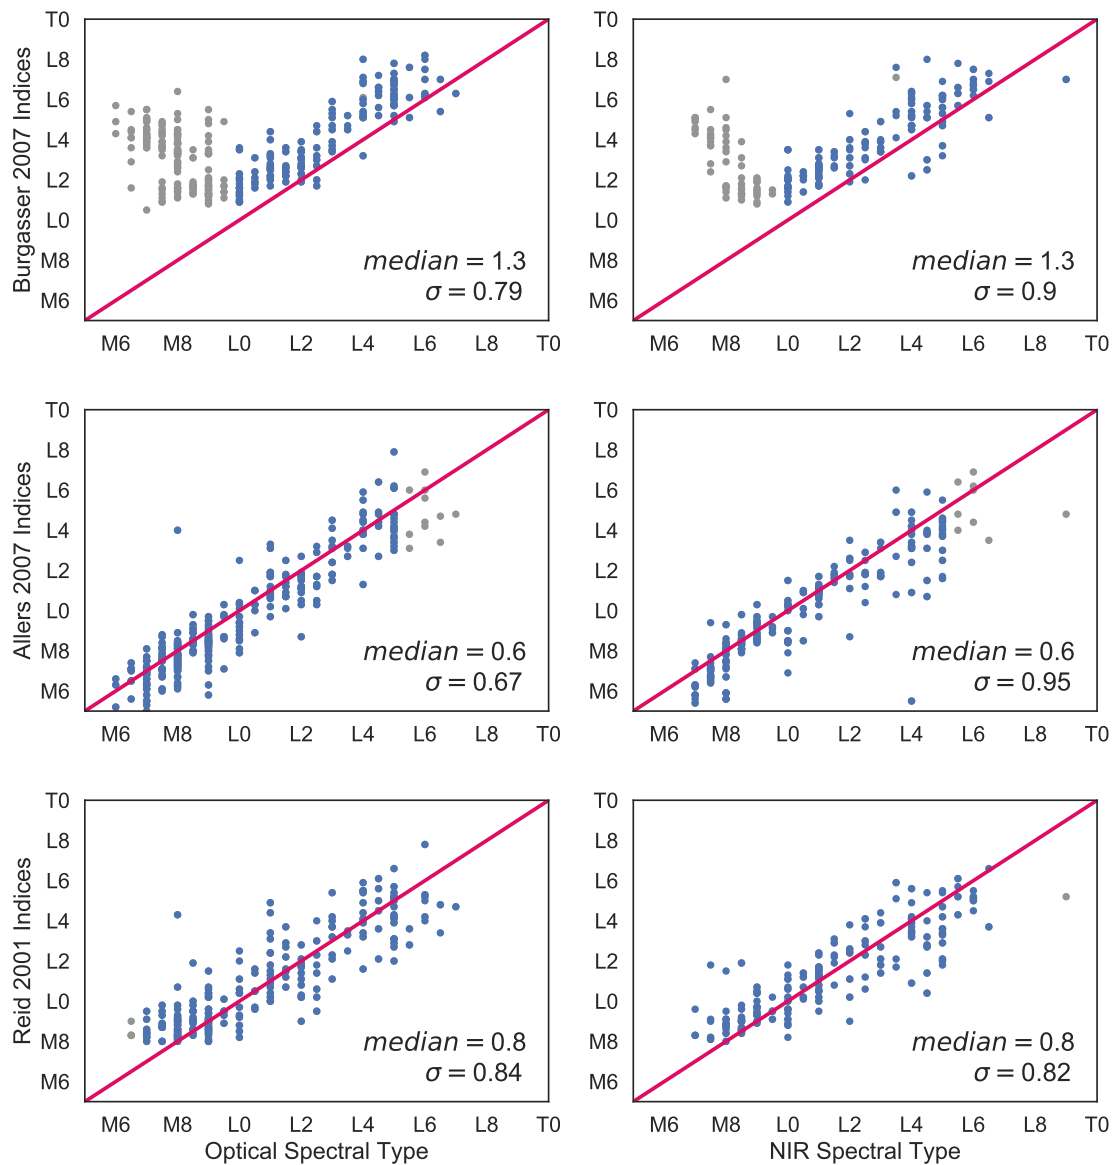 Burgasser 2007 Indices
T0
L8
L6
L4
L2
L0
M8
M6
median = 1.3
σ = 0.79
M6 M8 L0 L2 L4 L6 L8 T0
T0
L8
L6
L4
L2
L0
M8
M6
median = 1.3
σ = 0.9
M6 M8 L0 L2 L4 L6 L8 T0
Allers 2007 Indices
T0
L8
L6
L4
L2
L0
M8
M6
median = 0.6
σ = 0.67
M6 M8 L0 L2 L4 L6 L8 T0
T0
L8
L6
L4
L2
L0
M8
M6
median = 0.6
σ = 0.95
M6 M8 L0 L2 L4 L6 L8 T0
Reid 2001 Indices
T0
L8
L6
L4
L2
L0
M8
M6
median = 0.8
σ = 0.84
M6 M8 L0 L2 L4 L6 L8 T0
Optical Spectral Type
T0
L8
L6
L4
L2
L0
M8
M6
median = 0.8
σ = 0.82
M6 M8 L0 L2 L4 L6 L8 T0
NIR Spectral Type